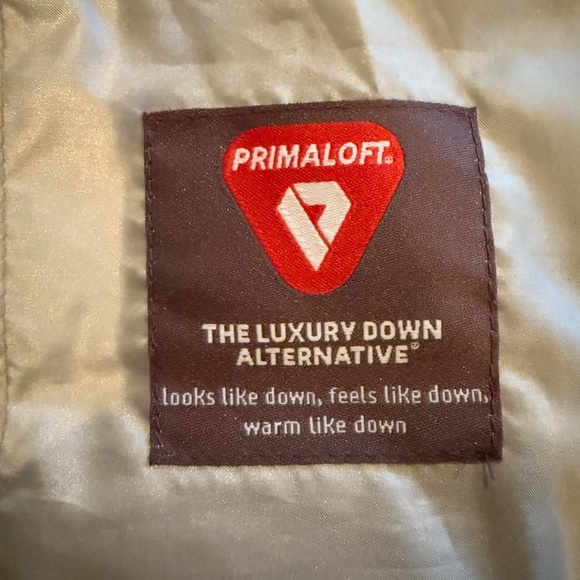 PRIMALOFT®
THE LUXURY DOWN
ALTERNATIVE®
looks like down, feels like down,
warm like down